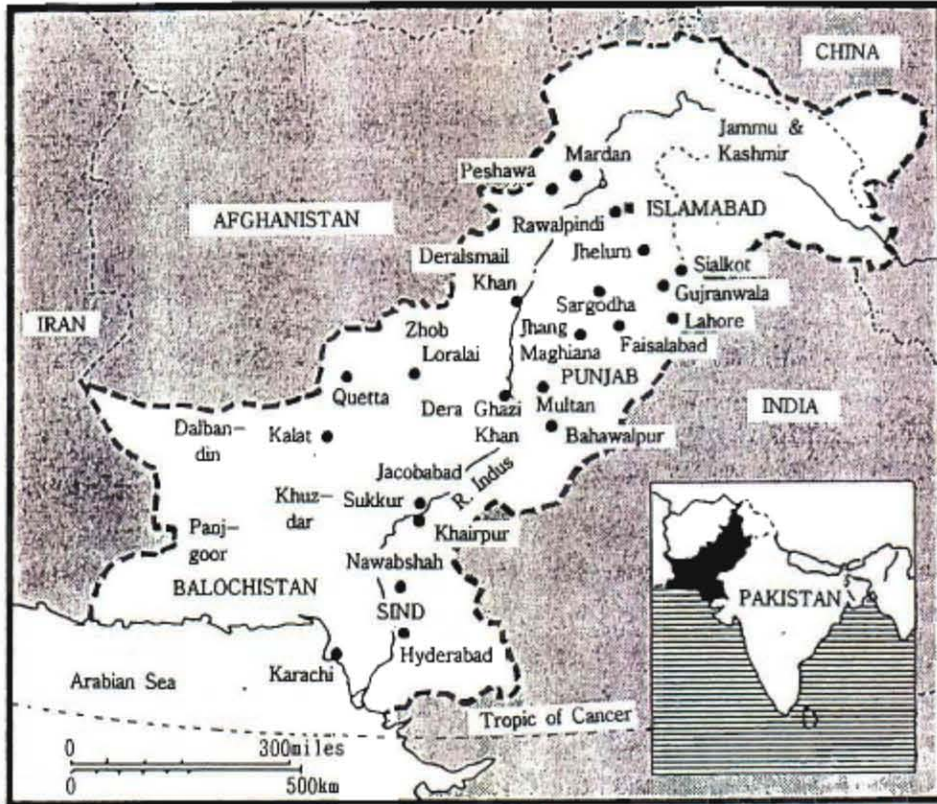 CHINA
Jammu &
Kashmir
Mardan
Peshawa
AFGHANISTAN
Rawalpindi
ISLAMABAD
Deralsmail
Khan
Jhelum
Sialkot
Gujranwala
IRAN
Sargodha
Lahore
Zhob
Loralai
Jhang
Maghiana
Faisalabad
PUNJAB
Quetta
Dera Ghazi
Khan
Multan
INDIA
Dalban-
din
Kalat
Bahawalpur
Jacobabad
R. Indus
Khuz-
dar
Sukkur
Panj-
goor
Khairpur
Nawabshah
BALOCHISTAN
SIND
PAKISTAN
Karachi
Hyderabad
Arabian Sea
Tropic of Cancer
0 300miles
0 500km